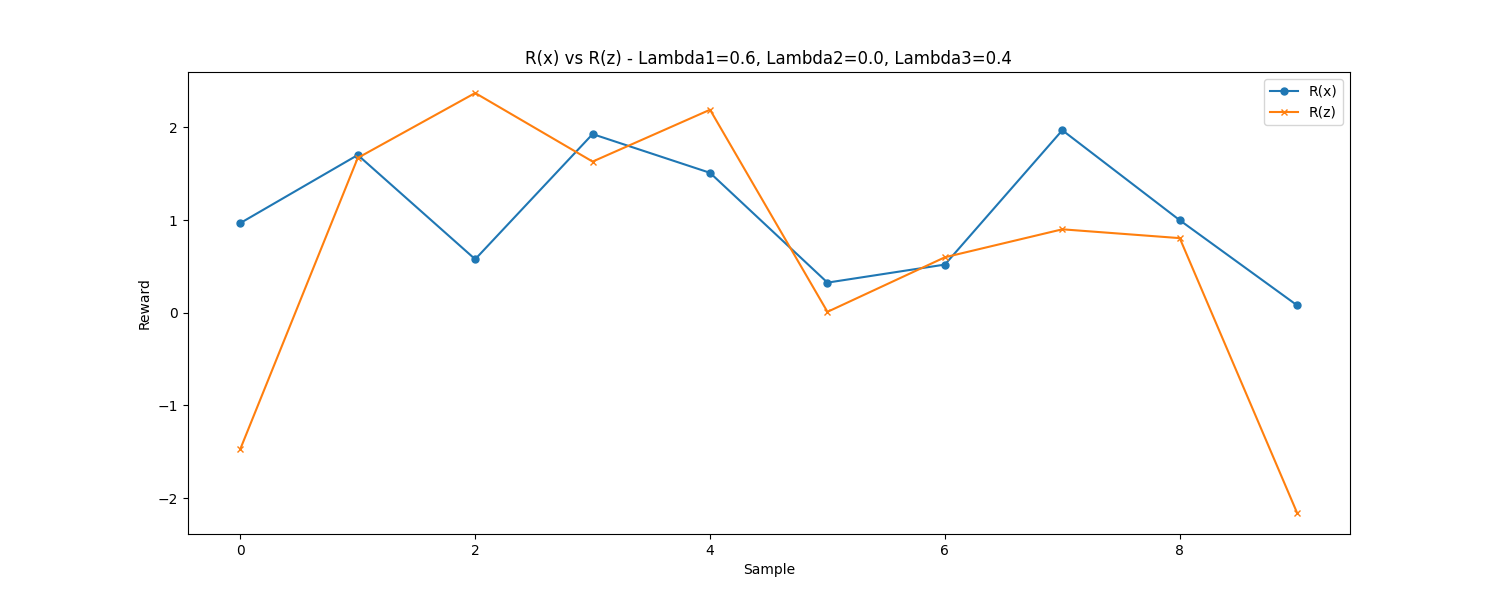 R(x) vs R(z) - Lambda1=0.6, Lambda2=0.0, Lambda3=0.4
R(x)
R(z)
Reward
2
1
0
−1
−2
0 2 4 6 8
Sample